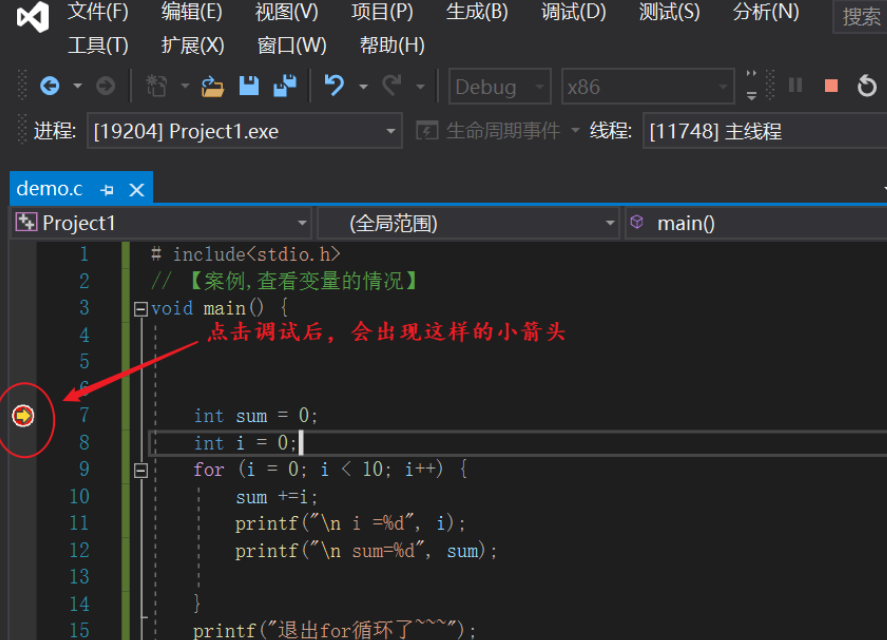 文件(F) 编辑(E) 视图(V) 项目(P) 生成(B) 调试(D) 测试(S) 分析(N) 搜索
工具(T) 扩展(X) 窗口(W) 帮助(H)
Debug x86
进程: [19204] Project1.exe 生命周期事件 线程: [11748] 主线程
demo.c
Project1 (全局范围) main()
1 # include<stdio.h>
2 // 【案例,查看变量的情况】
3 void main() {
4 点击调试后，会出现这样的小箭头
5
6
7 int sum = 0;
8 int i = 0;
9 for (i = 0; i < 10; i++) {
10 sum +=i;
11 printf("\n i =%d", i);
12 printf("\n sum=%d", sum);
13
14 }
15 printf("退出for循环了~~~");